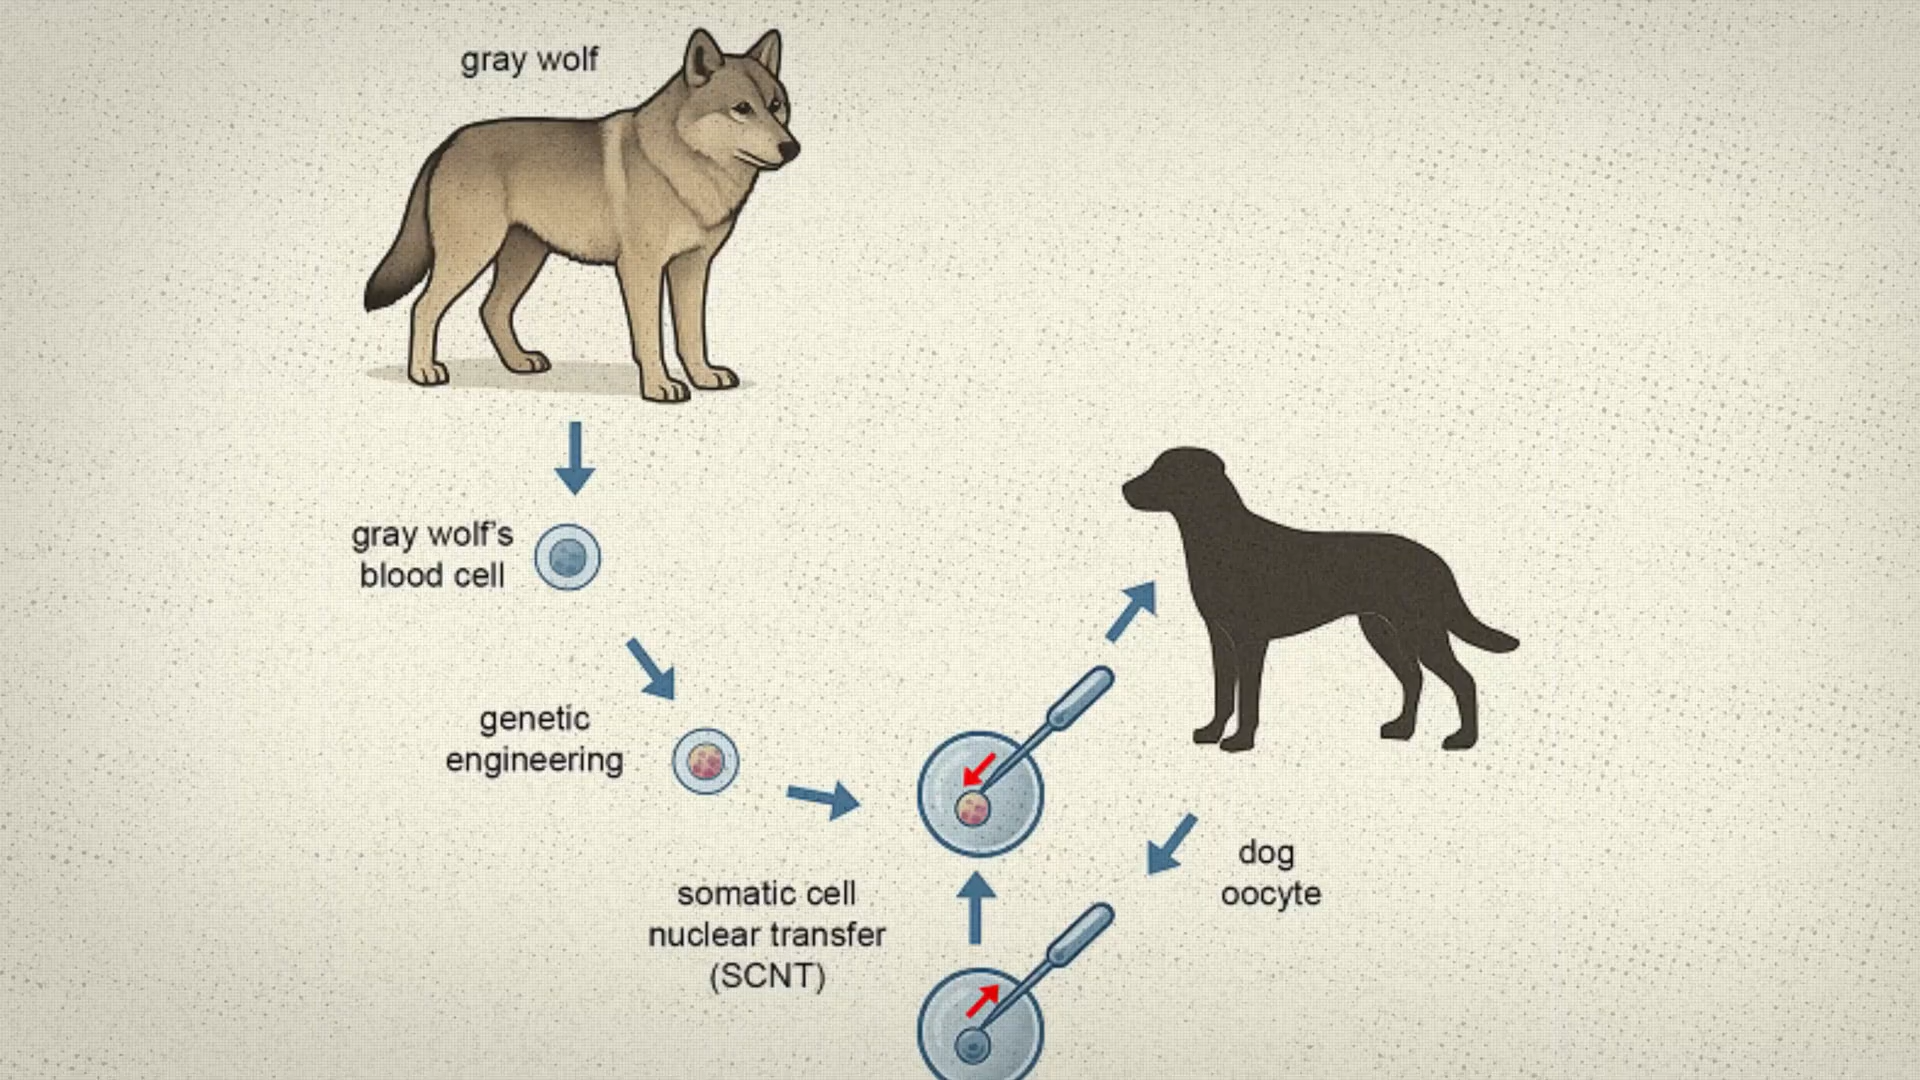 gray wolf
gray wolf's
blood cell
genetic
engineering
somatic cell
nuclear transfer
(SCNT)
dog
oocyte